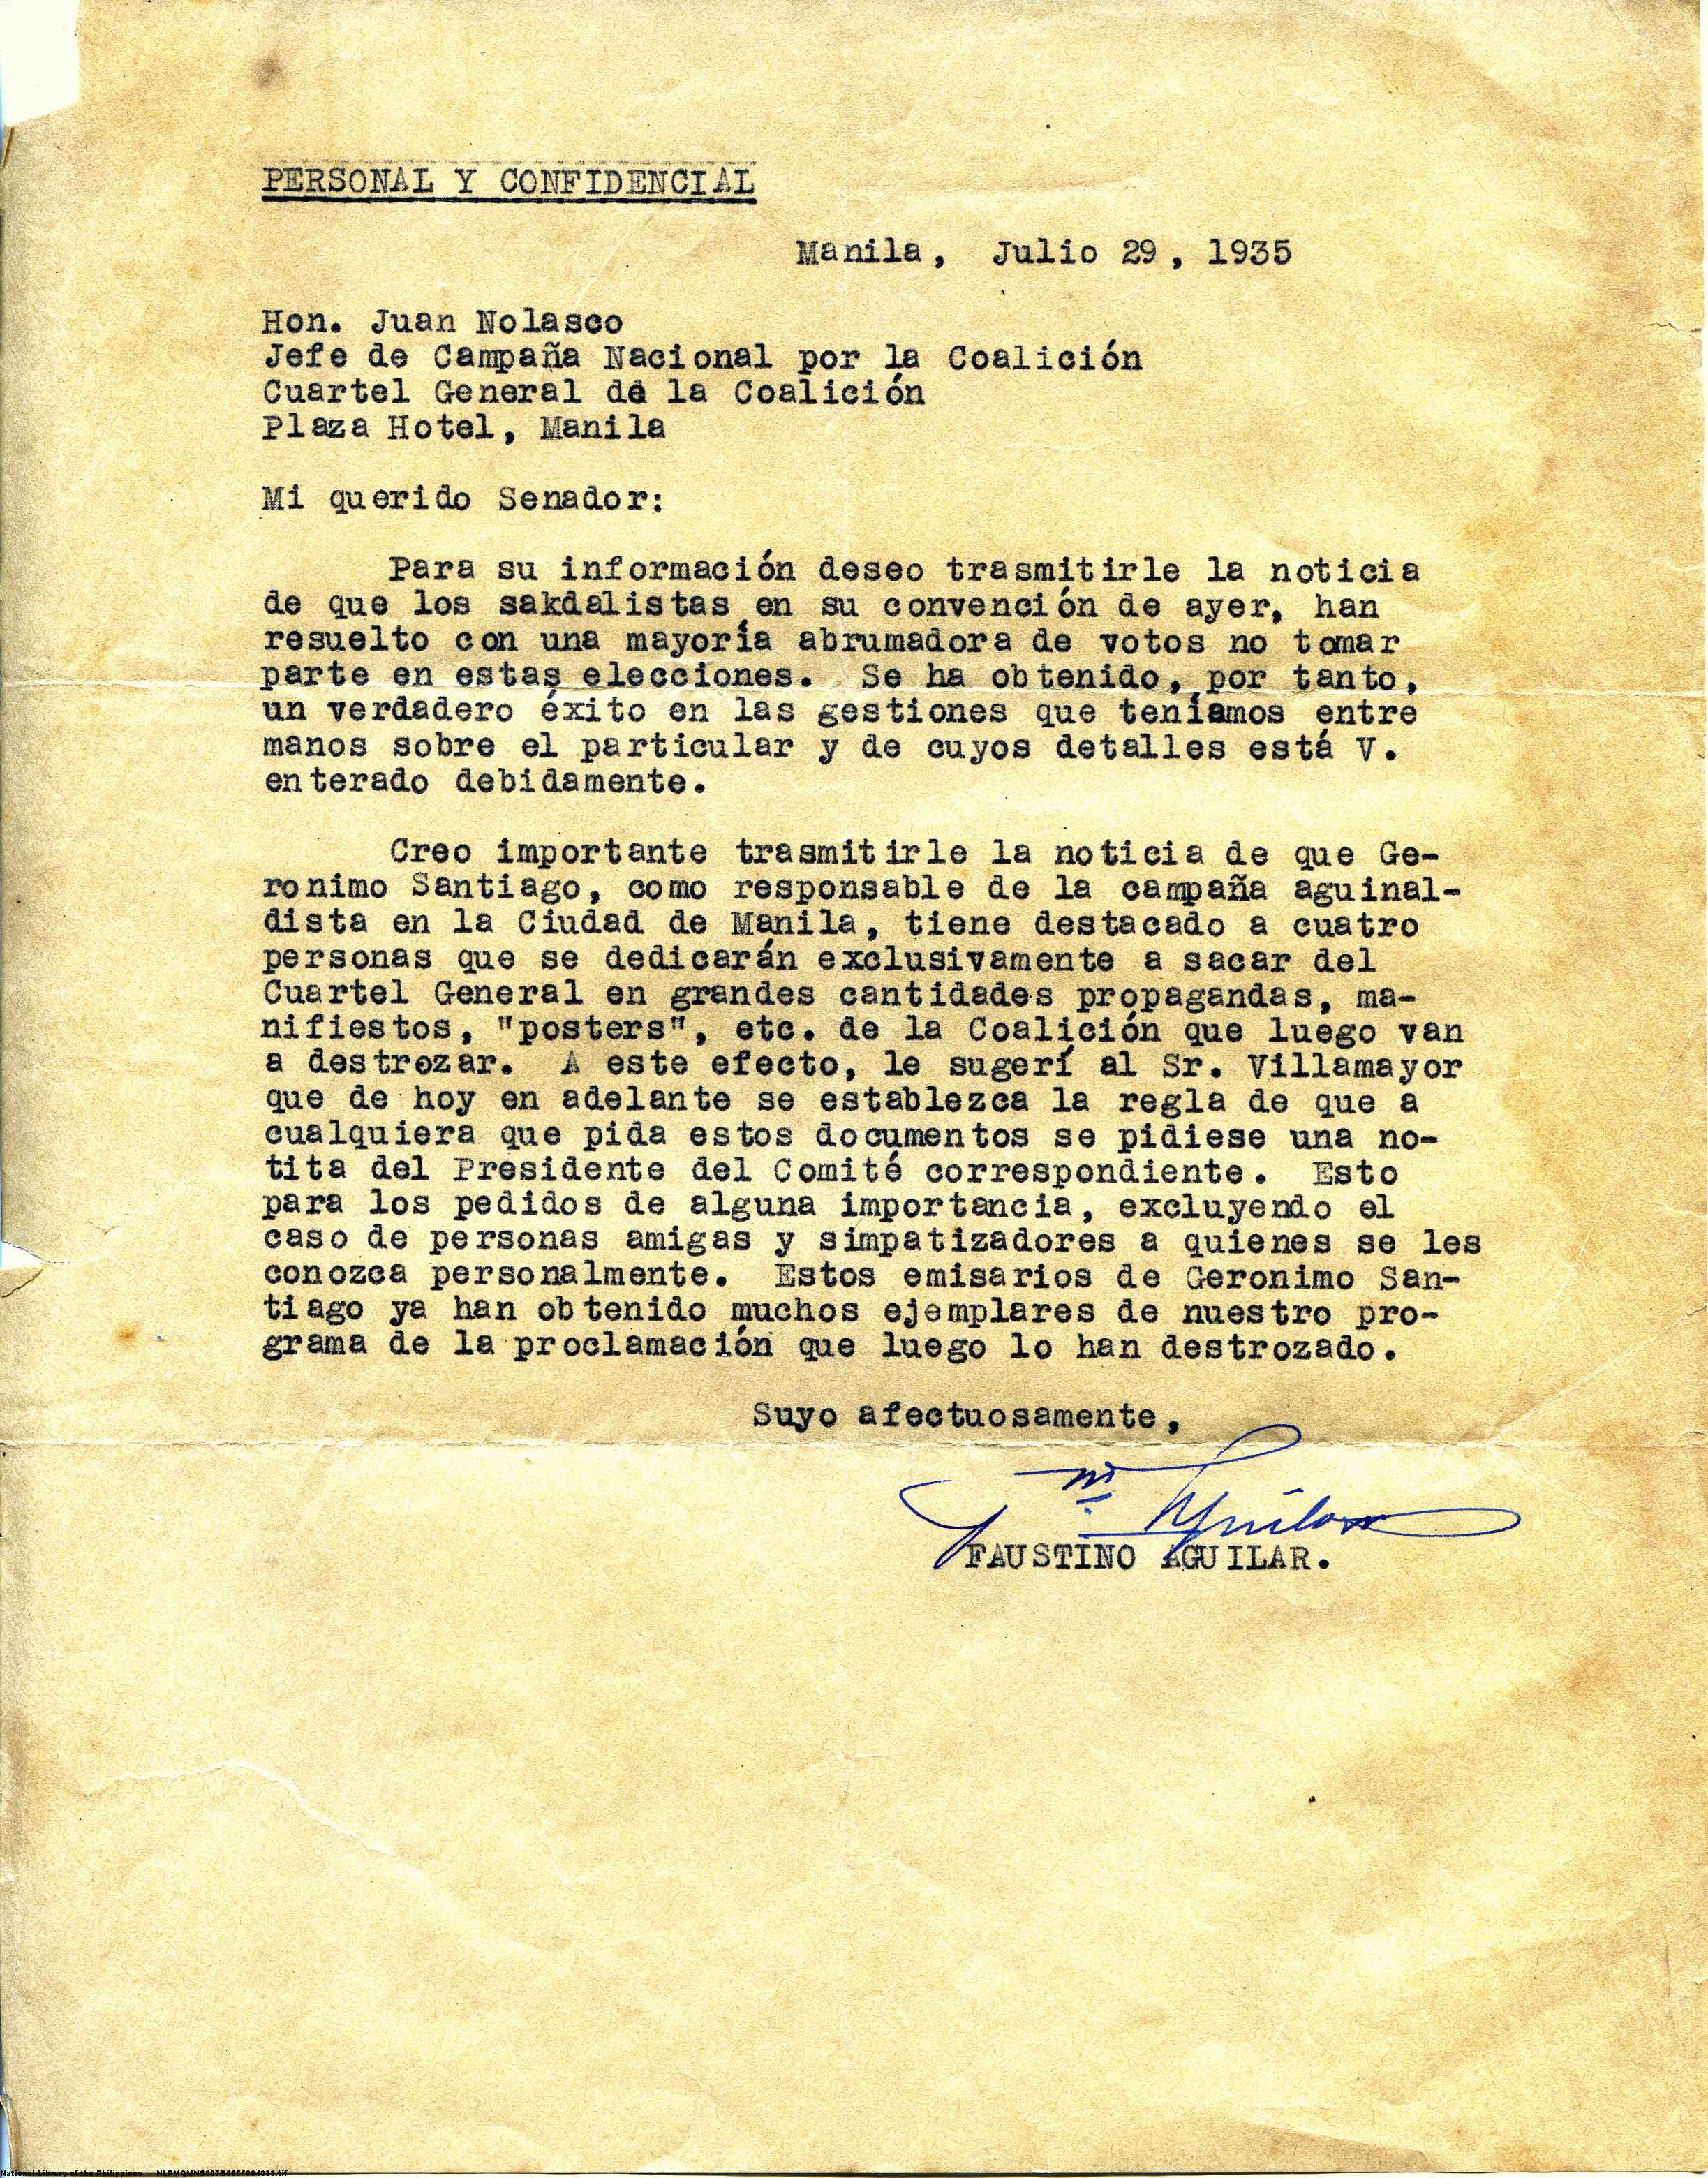 PERSONAL Y CONFIDENCIAL
Manila, Julio 29, 1935
Hon. Juan Nolasco
Jefe de Campaña Nacional por la Coalición
Cuartel General de la Coalición
Plaza Hotel, Manila
Mi querido Senador:
Para su información deseo trasmitirle la noticia
de que los sakdalistas en su convención de ayer, han
resuelto con una mayoría abrumadora de votos no tomar
parte en estas elecciones. Se ha obtenido, por tanto,
un verdadero éxito en las gestiones que teníamos entre
manos sobre el particular y de cuyos detalles está V.
enterado debidamente.
Creo importante trasmitirle la noticia de que Ge-
ronimo Santiago, como responsable de la campaña aguinal-
dista en la Ciudad de Manila, tiene destacado a cuatro
personas que se dedicarán exclusivamente a sacar del
Cuartel General en grandes cantidades propagandas, ma-
nifiestos, "posters", etc. de la Coalición que luego van
a destrozar. A este efecto, le sugerí al Sr. Villamayor
que de hoy en adelante se establezca la regla de que a
cualquiera que pida estos documentos se pidiese una no-
tita del Presidente del Comité correspondiente. Esto
para los pedidos de alguna importancia, excluyendo el
caso de personas amigas y simpatizadores a quienes se les
conozca personalmente. Estos emisarios de Geronimo San-
tiago ya han obtenido muchos ejemplares de nuestro pro-
grama de la proclamación que luego lo han destrozado.
Suyo afectuosamente,
FAUSTINO AGUILAR.
National Library of the Philippines